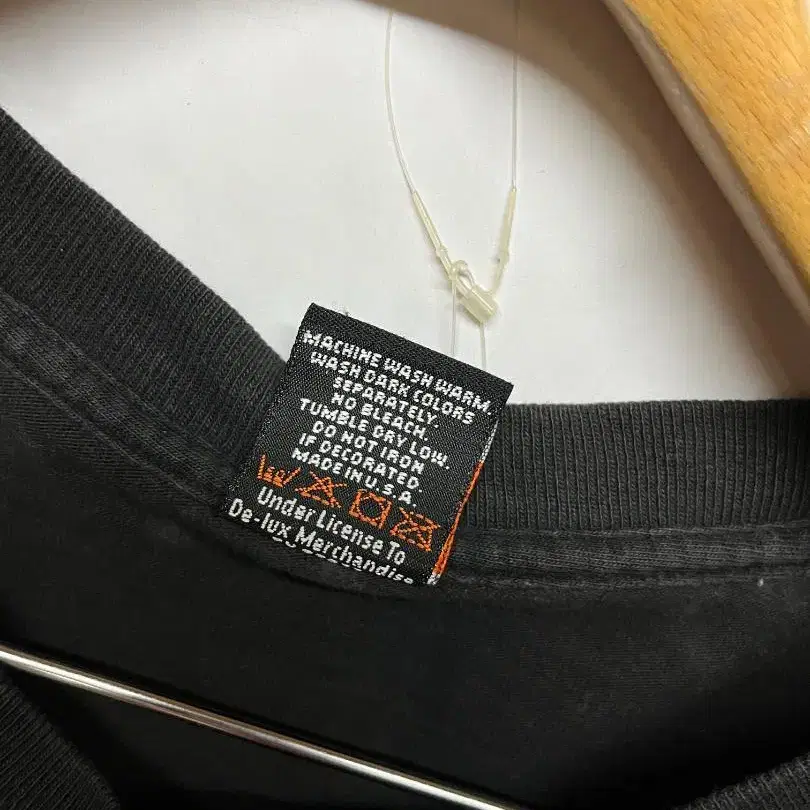 MACHINE WASH WARM.
WASH DARK COLORS
SEPARATELY.
NO BLEACH.
TUMBLE DRY LOW.
DO NOT IRON
IF DECORATED.
MADE IN U.S.A.
Under License To
De-lux Merchandise